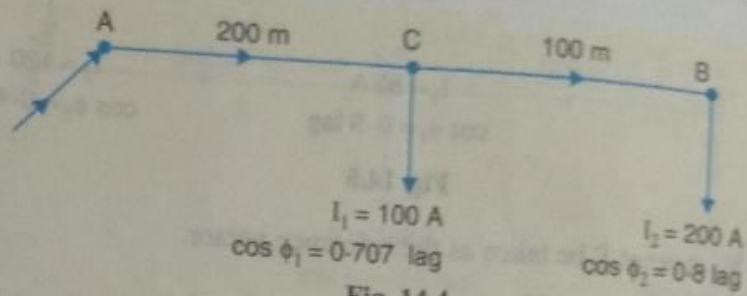 A
200 m
C
100 m
B
I₁ = 100 A
cos ϕ₁ = 0·707 lag
I₂ = 200 A
cos ϕ₂ = 0·8 lag